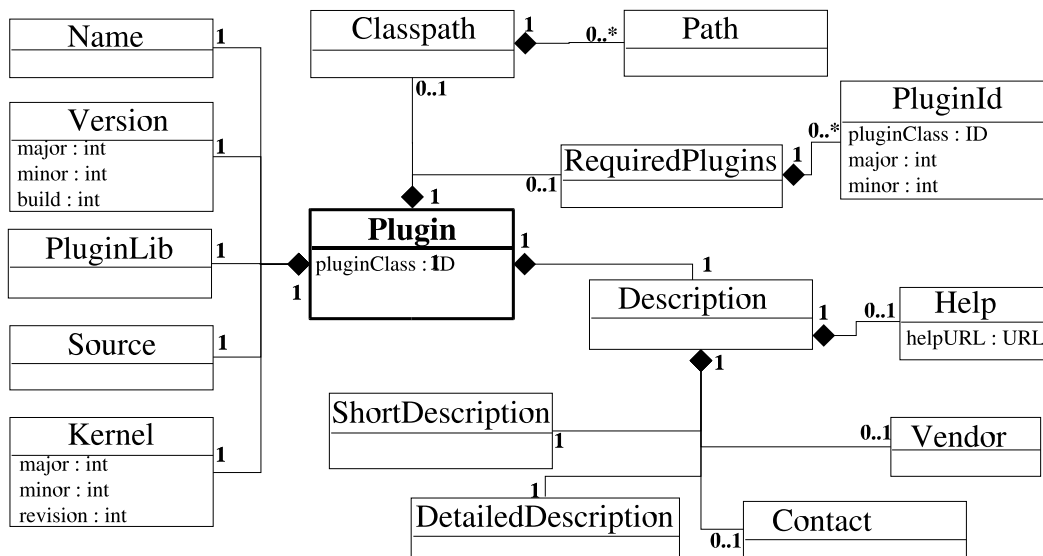 Name
1
Version
major : int
minor : int
build : int
1
PluginLib
1
Source
1
Kernel
major : int
minor : int
revision : int
1
Classpath
1
0..*
Path
0..1
RequiredPlugins
0..1
1
0..*
PluginId
pluginClass : ID
major : int
minor : int
1
Plugin
pluginClass : ID
1
1
1
1
Description
1
1
0..1
Help
helpURL : URL
ShortDescription
1
0..1
Vendor
1
DetailedDescription
0..1
Contact